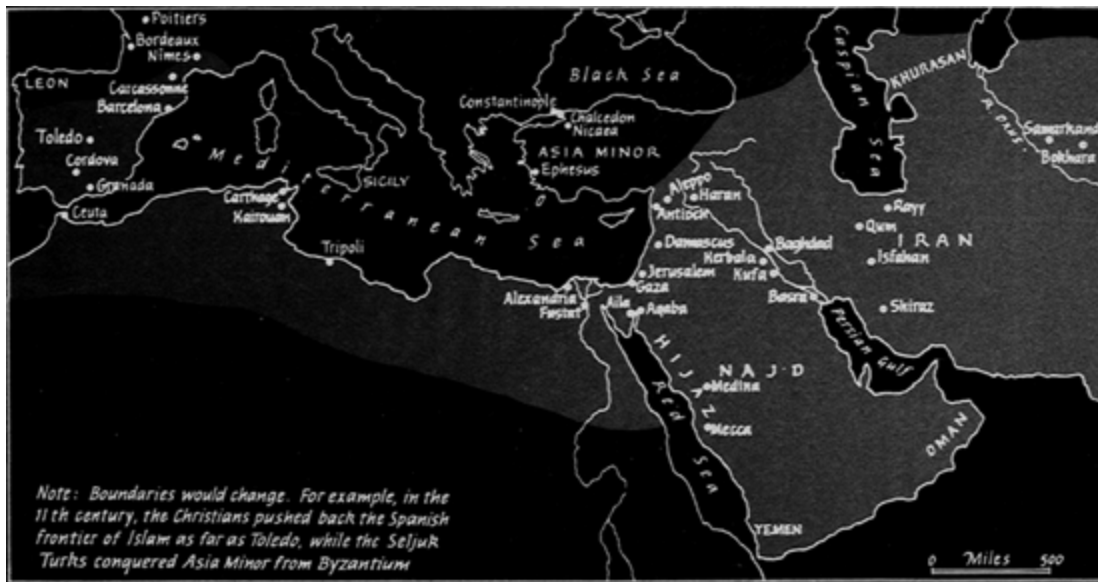 Poitiers
Bordeaux
Nimes
LEON
Carcassonne
Barcelona
Toledo
Cordova
Granada
Ceuta
Mediterranean Sea
Carthage
Kairouan
SICILY
Tripoli
Black Sea
Constantinople
Chalcedon
Nicaea
ASIA MINOR
Ephesus
Caspian Sea
KHURASAN
R. OXUS
Samarkand
Bokhara
Aleppo
Haran
Antioch
Rayy
Qum
IRAN
Damascus
Baghdad
Kerbala
Isfahan
Jerusalem
Kufa
Gaza
Alexandria
Fustat
Aila
Aqaba
Basra
Shiraz
Persian Gulf
HIJAZ
NAJD
Medina
Mecca
Red Sea
OMAN
YEMEN
Note: Boundaries would change. For example, in the
11th century, the Christians pushed back the Spanish
frontier of Islam as far as Toledo, while the Seljuk
Turks conquered Asia Minor from Byzantium
0 Miles 500